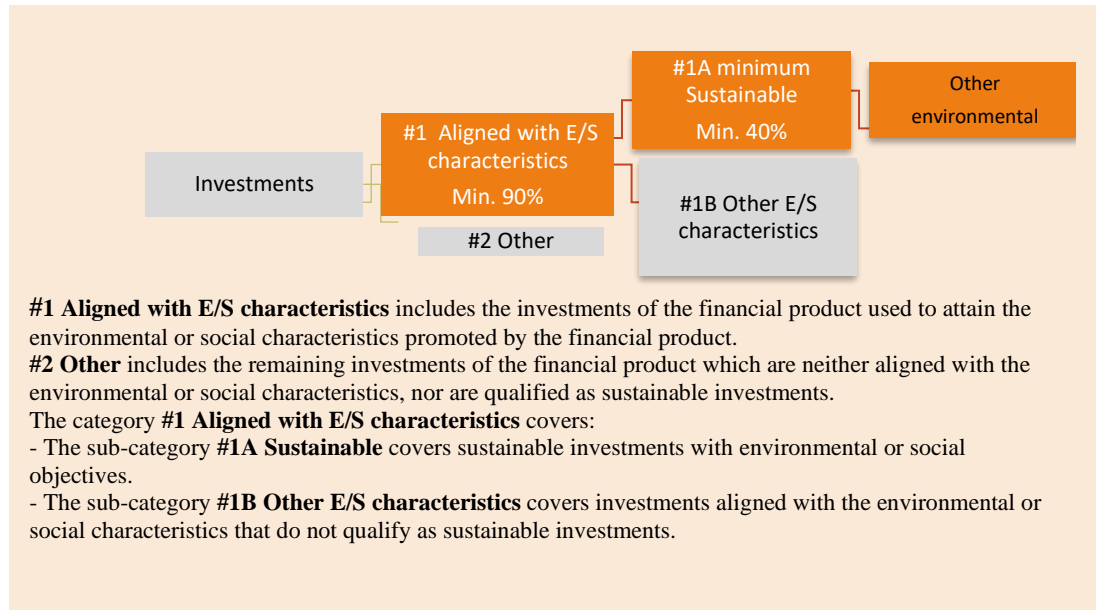 #1A minimum
Sustainable
Min. 40%
Other
environmental
#1 Aligned with E/S
characteristics
Min. 90%
Investments
#1B Other E/S
characteristics
#2 Other
#1 Aligned with E/S characteristics includes the investments of the financial product used to attain the
environmental or social characteristics promoted by the financial product.
#2 Other includes the remaining investments of the financial product which are neither aligned with the
environmental or social characteristics, nor are qualified as sustainable investments.
The category #1 Aligned with E/S characteristics covers:
- The sub-category #1A Sustainable covers sustainable investments with environmental or social
objectives.
- The sub-category #1B Other E/S characteristics covers investments aligned with the environmental or
social characteristics that do not qualify as sustainable investments.